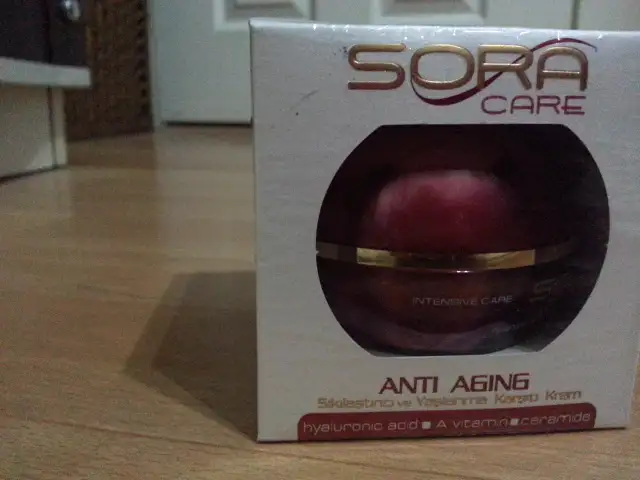 SORA
CARE
INTENSIVE CARE
ANTI AGING
Sıkılaştırıcı ve Yaşlanma Karşıtı Krem
hyaluronic acid ■ A vitamin ■ ceramide